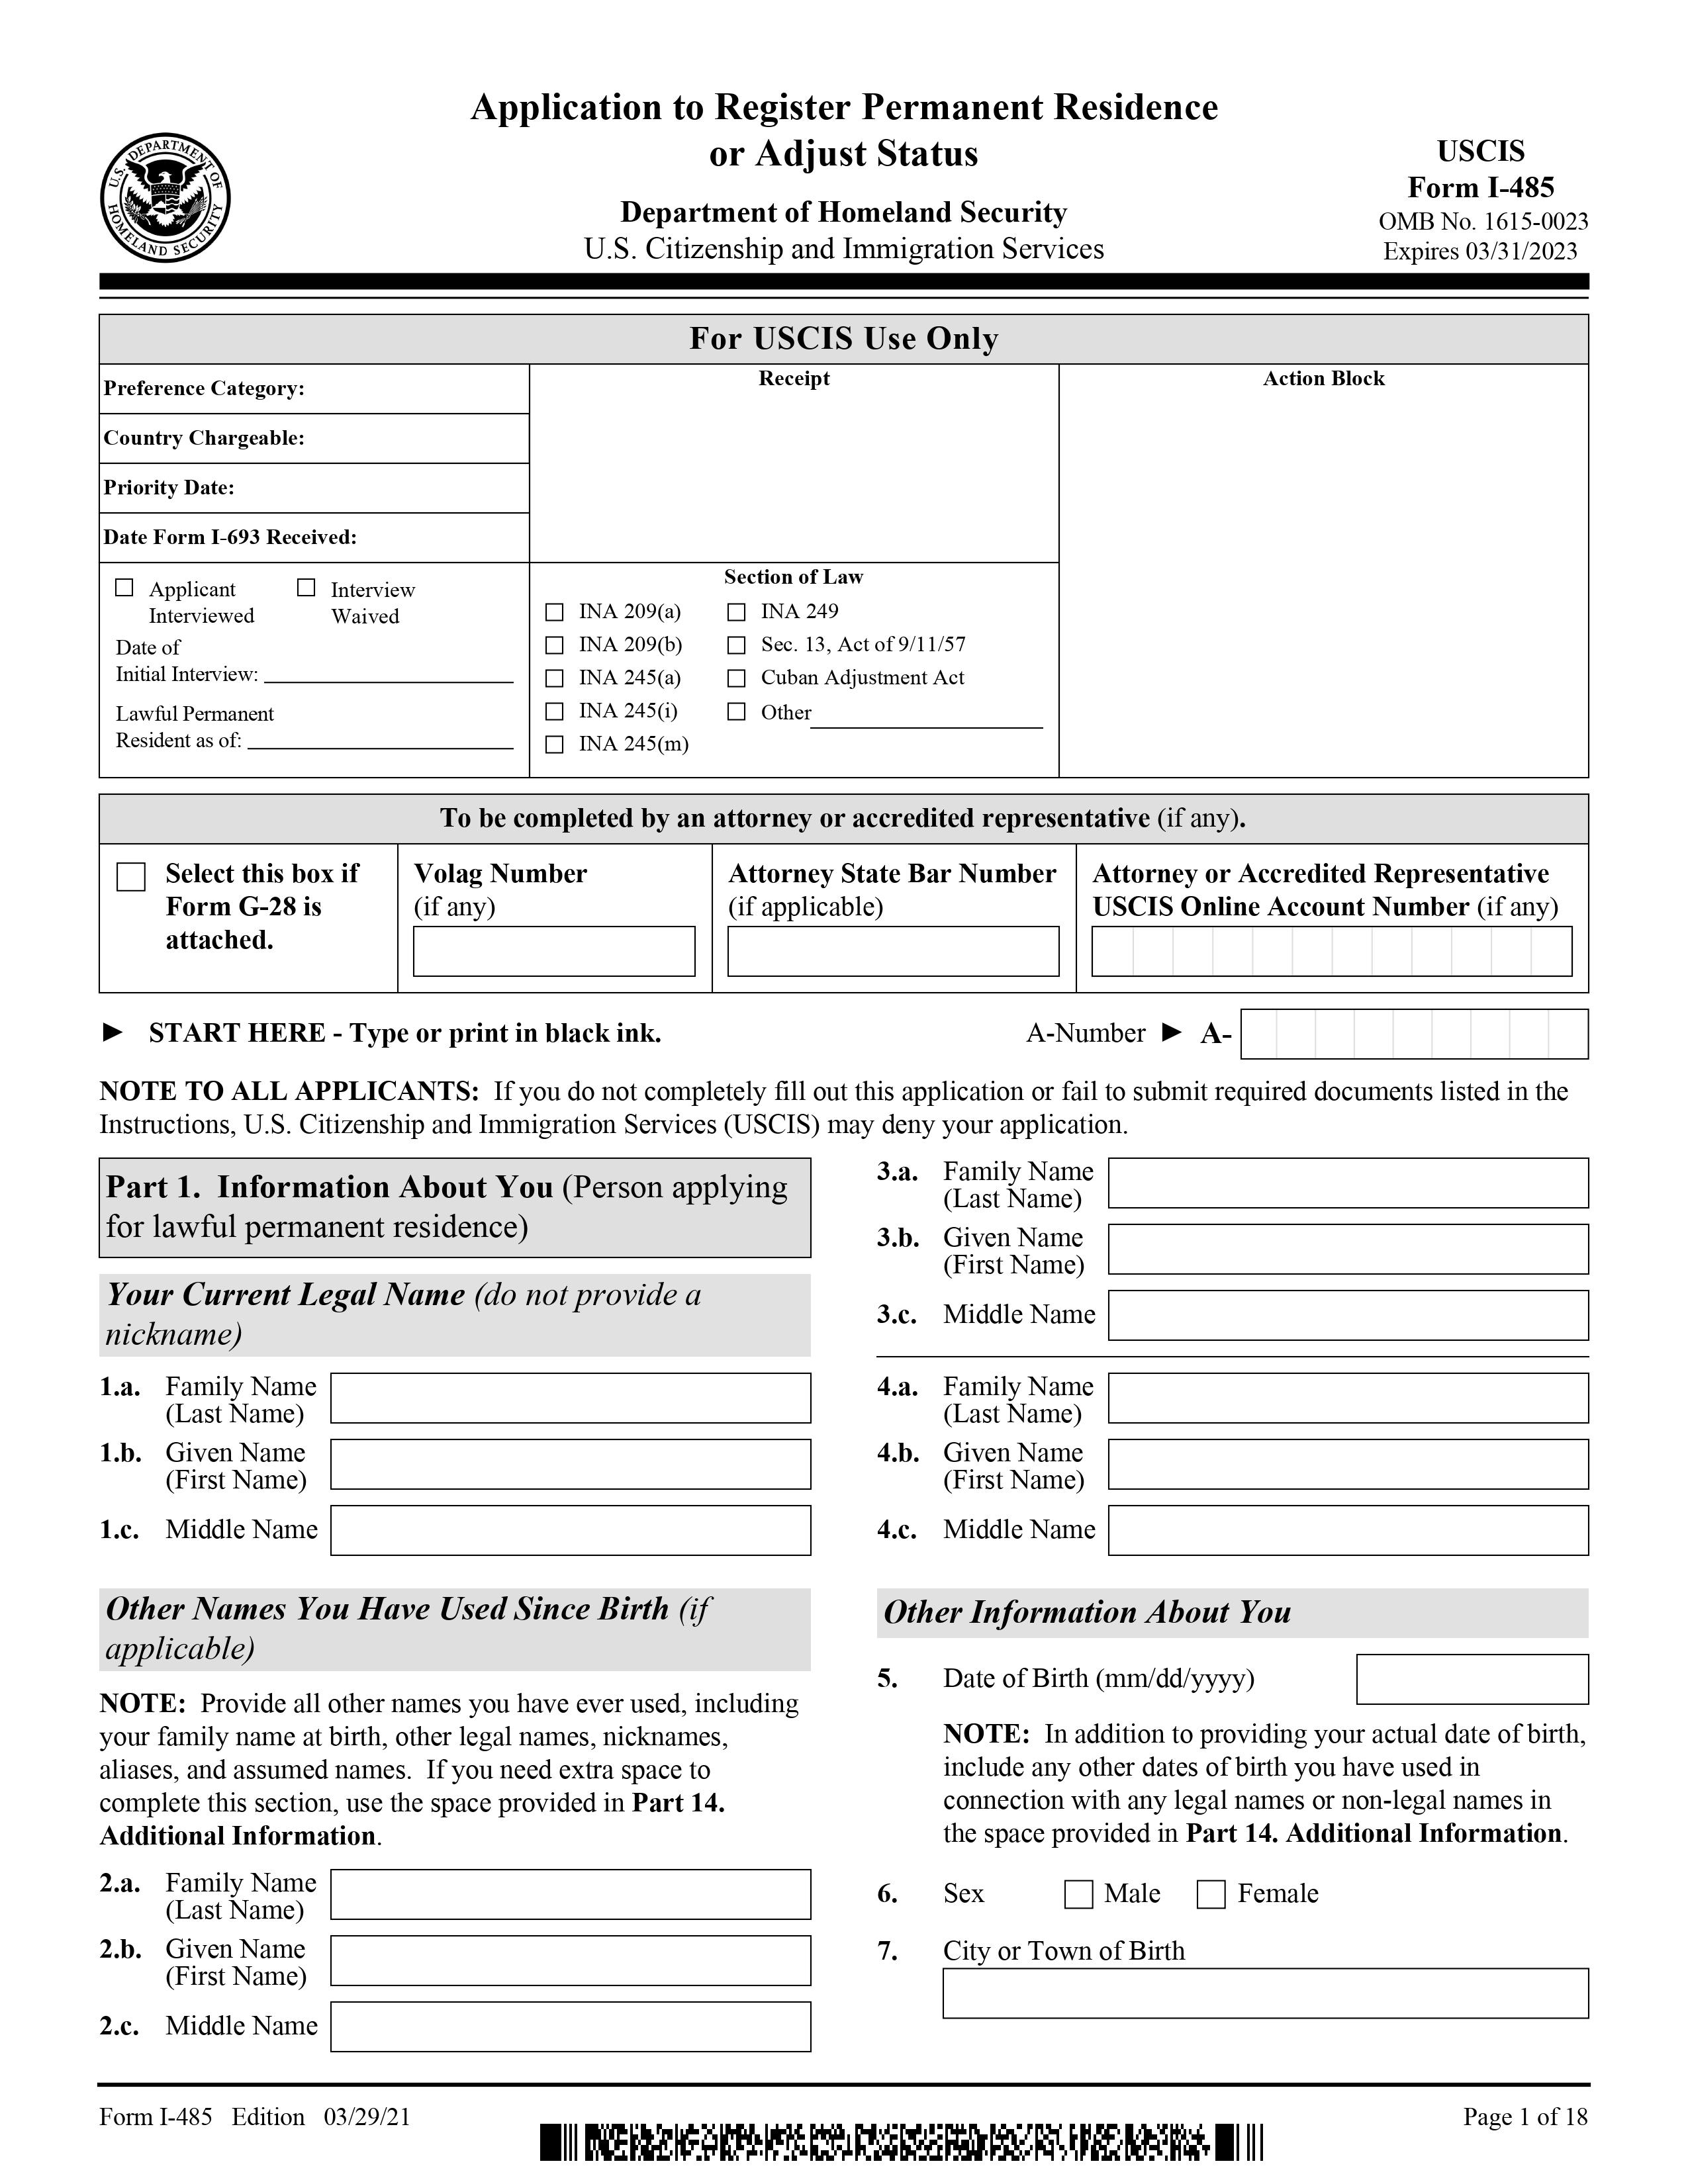 Application to Register Permanent Residence
or Adjust Status
Department of Homeland Security
U.S. Citizenship and Immigration Services
U.S. DEPARTMENT OF HOMELAND SECURITY
USCIS
Form I-485
OMB No. 1615-0023
Expires 03/31/2023
For USCIS Use Only
Preference Category:
Country Chargeable:
Priority Date:
Date Form I-693 Received:
Applicant
Interviewed
Interview
Waived
Date of
Initial Interview:
Lawful Permanent
Resident as of:
Receipt
Section of Law
INA 209(a)
INA 209(b)
INA 245(a)
INA 245(i)
INA 245(m)
INA 249
Sec. 13, Act of 9/11/57
Cuban Adjustment Act
Other
Action Block
To be completed by an attorney or accredited representative (if any).
Select this box if
Form G-28 is
attached.
Volag Number
(if any)
Attorney State Bar Number
(if applicable)
Attorney or Accredited Representative
USCIS Online Account Number (if any)
► START HERE - Type or print in black ink.
A-Number ► A-
NOTE TO ALL APPLICANTS: If you do not completely fill out this application or fail to submit required documents listed in the
Instructions, U.S. Citizenship and Immigration Services (USCIS) may deny your application.
Part 1. Information About You (Person applying
for lawful permanent residence)
Your Current Legal Name (do not provide a
nickname)
1.a. Family Name
(Last Name)
1.b. Given Name
(First Name)
1.c. Middle Name
Other Names You Have Used Since Birth (if
applicable)
NOTE: Provide all other names you have ever used, including
your family name at birth, other legal names, nicknames,
aliases, and assumed names. If you need extra space to
complete this section, use the space provided in Part 14.
Additional Information.
2.a. Family Name
(Last Name)
2.b. Given Name
(First Name)
2.c. Middle Name
3.a. Family Name
(Last Name)
3.b. Given Name
(First Name)
3.c. Middle Name
4.a. Family Name
(Last Name)
4.b. Given Name
(First Name)
4.c. Middle Name
Other Information About You
5. Date of Birth (mm/dd/yyyy)
NOTE: In addition to providing your actual date of birth,
include any other dates of birth you have used in
connection with any legal names or non-legal names in
the space provided in Part 14. Additional Information.
6. Sex Male Female
7. City or Town of Birth
Form I-485 Edition 03/29/21
Page 1 of 18